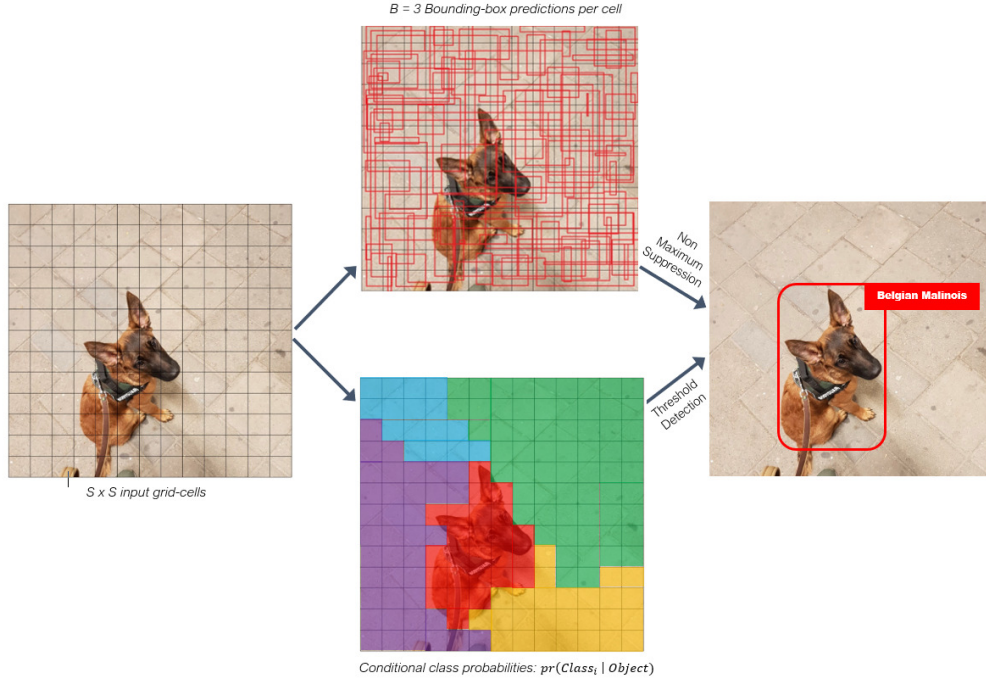 B = 3 Bounding-box predictions per cell
S x S input grid-cells
Non
Maximum
Suppression
Threshold
Detection
Belgian Malinois
Conditional class probabilities: pr(Class_i | Object)